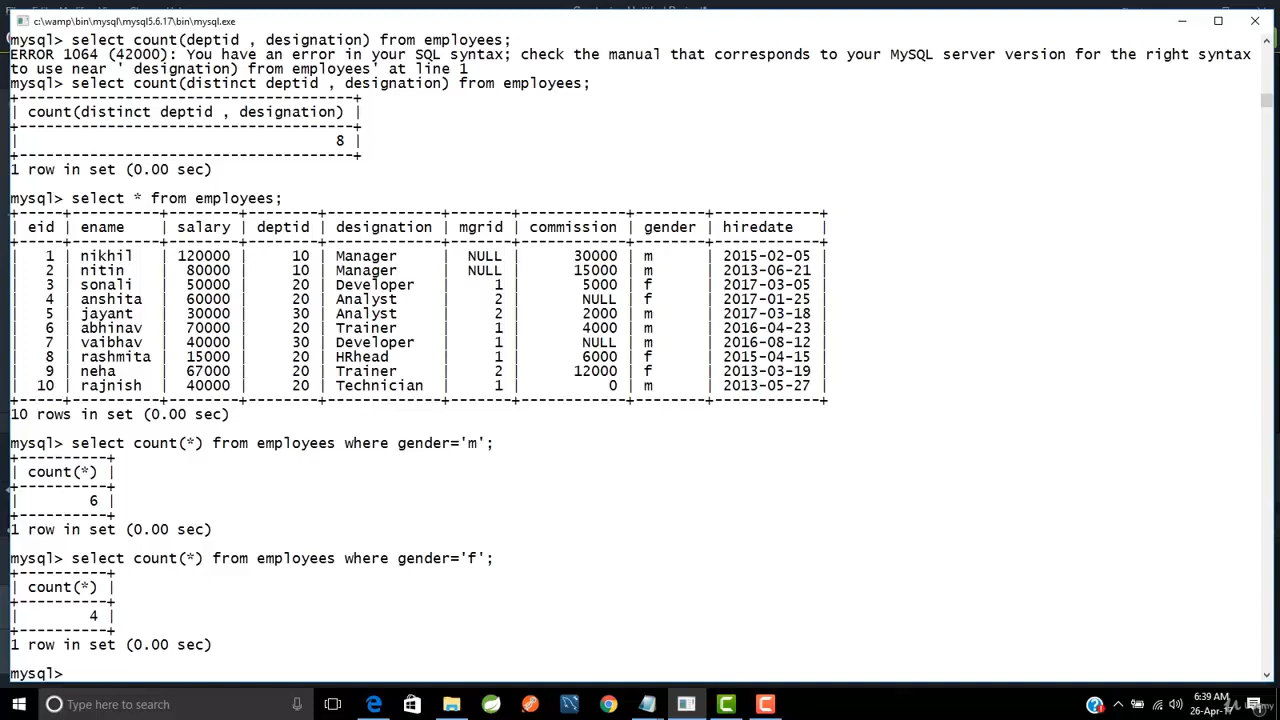 c:\wamp\bin\mysql\mysql5.6.17\bin\mysql.exe
mysql> select count(deptid , designation) from employees;
ERROR 1064 (42000): You have an error in your SQL syntax; check the manual that corresponds to your MySQL server version for the right syntax
to use near ' designation) from employees' at line 1
mysql> select count(distinct deptid , designation) from employees;
+--------------------------------------+
| count(distinct deptid , designation) |
+--------------------------------------+
|                                    8 |
+--------------------------------------+
1 row in set (0.00 sec)
mysql> select * from employees;
+-----+----------+--------+--------+-------------+-------+------------+--------+------------+
| eid | ename    | salary | deptid | designation | mgrid | commission | gender | hiredate   |
+-----+----------+--------+--------+-------------+-------+------------+--------+------------+
|   1 | nikhil   | 120000 |     10 | Manager     |  NULL |      30000 | m      | 2015-02-05 |
|   2 | nitin    |  80000 |     10 | Manager     |  NULL |      15000 | m      | 2013-06-21 |
|   3 | sonali   |  50000 |     20 | Developer   |     1 |       5000 | f      | 2017-03-05 |
|   4 | anshita  |  60000 |     20 | Analyst     |     2 |       NULL | f      | 2017-01-25 |
|   5 | jayant   |  30000 |     30 | Analyst     |     2 |       2000 | m      | 2017-03-18 |
|   6 | abhinav  |  70000 |     20 | Trainer     |     1 |       4000 | m      | 2016-04-23 |
|   7 | vaibhav  |  40000 |     30 | Developer   |     1 |       NULL | m      | 2016-08-12 |
|   8 | rashmita |  15000 |     20 | HRhead      |     1 |       6000 | f      | 2015-04-15 |
|   9 | neha     |  67000 |     20 | Trainer     |     2 |      12000 | f      | 2013-03-19 |
|  10 | rajnish  |  40000 |     20 | Technician  |     1 |          0 | m      | 2013-05-27 |
+-----+----------+--------+--------+-------------+-------+------------+--------+------------+
10 rows in set (0.00 sec)
mysql> select count(*) from employees where gender='m';
+----------+
| count(*) |
+----------+
|        6 |
+----------+
1 row in set (0.00 sec)
mysql> select count(*) from employees where gender='f';
+----------+
| count(*) |
+----------+
|        4 |
+----------+
1 row in set (0.00 sec)
mysql>
Type here to search
6:39 AM
26-Apr-